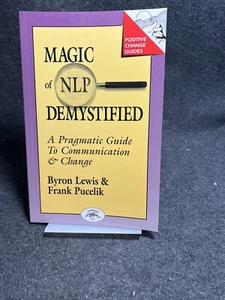 POSITIVE
CHANGE
GUIDES
MAGIC
of NLP
DEMYSTIFIED
A Pragmatic Guide
To Communication
& Change
Byron Lewis &
Frank Pucelik